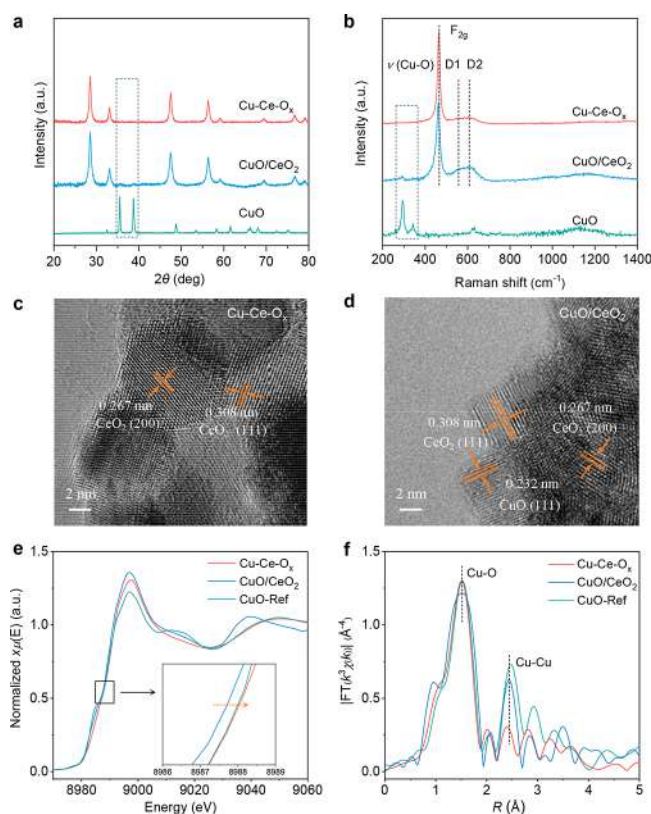 a
Intensity (a.u.)
Cu-Ce-Oₓ
CuO/CeO₂
CuO
20 30 40 50 60 70 80
2θ (deg)
b
Intensity (a.u.)
F₂g
ν (Cu-O)
D1
D2
Cu-Ce-Oₓ
CuO/CeO₂
CuO
200 400 600 800 1000 1200 1400
Raman shift (cm⁻¹)
c
Cu-Ce-Oₓ
0.267 nm
CeO₂ (200)
0.308 nm
CeO₂ (111)
2 nm
d
CuO/CeO₂
0.308 nm
CeO₂ (111)
0.267 nm
CeO₂ (200)
0.232 nm
CuO (111)
2 nm
e
Normalized xμ(E) (a.u.)
1.5
1.0
0.5
0.0
Cu-Ce-Oₓ
CuO/CeO₂
CuO-Ref
8986 8987 8988 8989
8980 9000 9020 9040 9060
Energy (eV)
f
|FT(k³χ(k))| (Å⁻⁴)
1.5
1.0
0.5
0.0
Cu-O
Cu-Ce-Oₓ
CuO/CeO₂
CuO-Ref
Cu-Cu
0 1 2 3 4 5
R (Å)